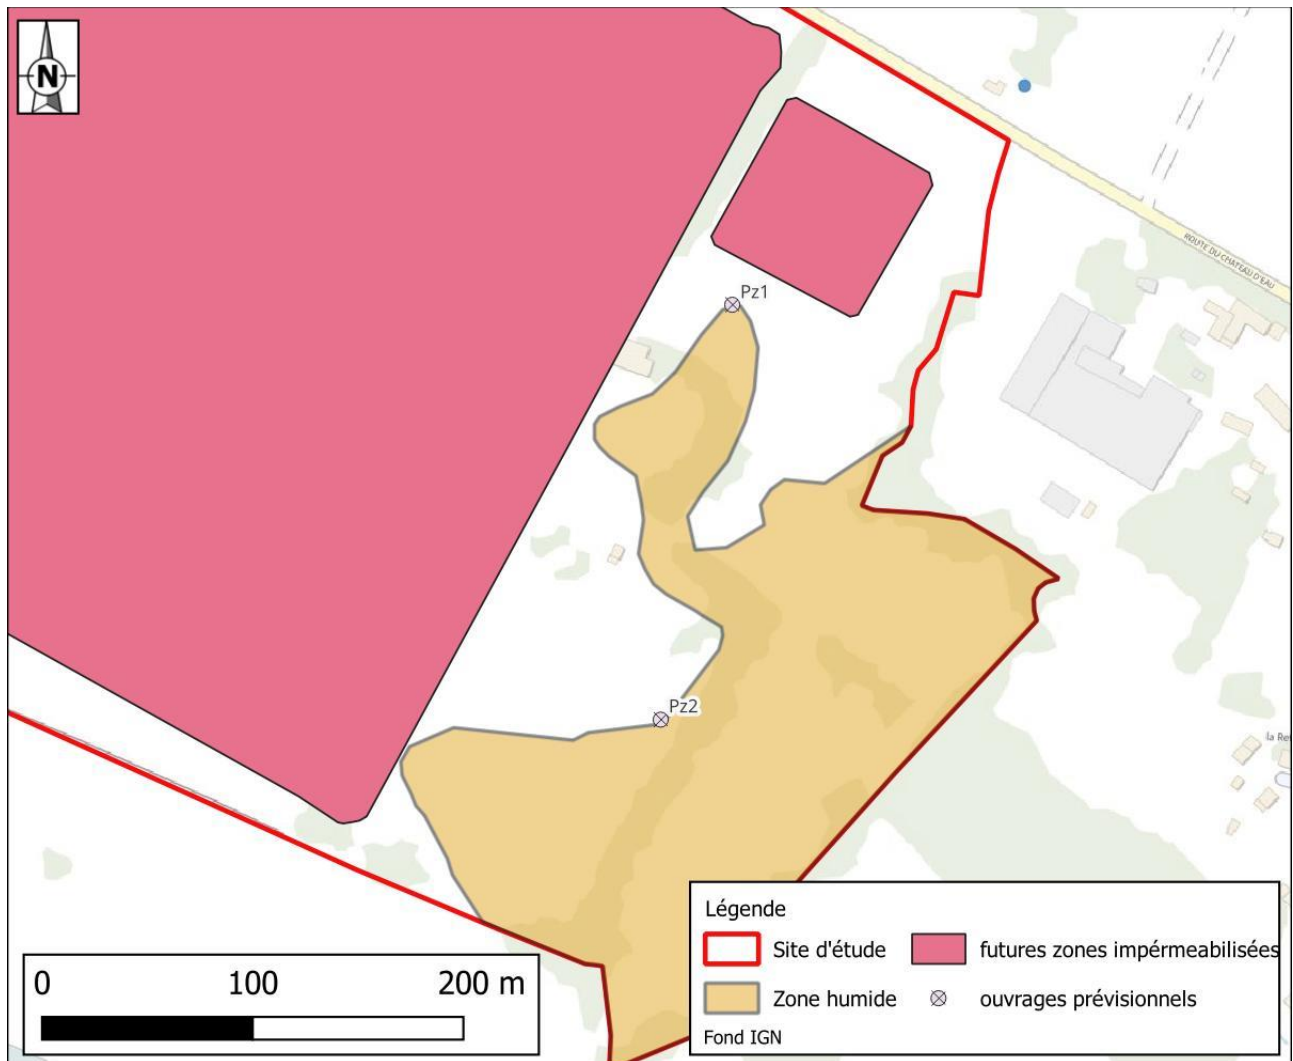 N
ROUTE DU CHATEAU D'EAU
Pz1
Pz2
la Re
Légende
Site d'étude
futures zones impérmeabilisées
Zone humide
ouvrages prévisionnels
Fond IGN
0 100 200 m